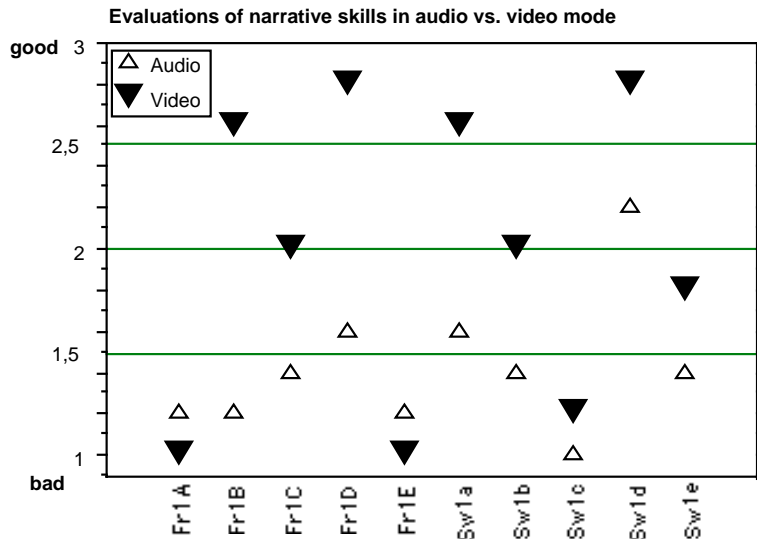 Evaluations of narrative skills in audio vs. video mode
good 3
Audio
Video
2,5
2
1,5
1
bad
Fr1A Fr1B Fr1C Fr1D Fr1E Sw1a Sw1b Sw1c Sw1d Sw1e